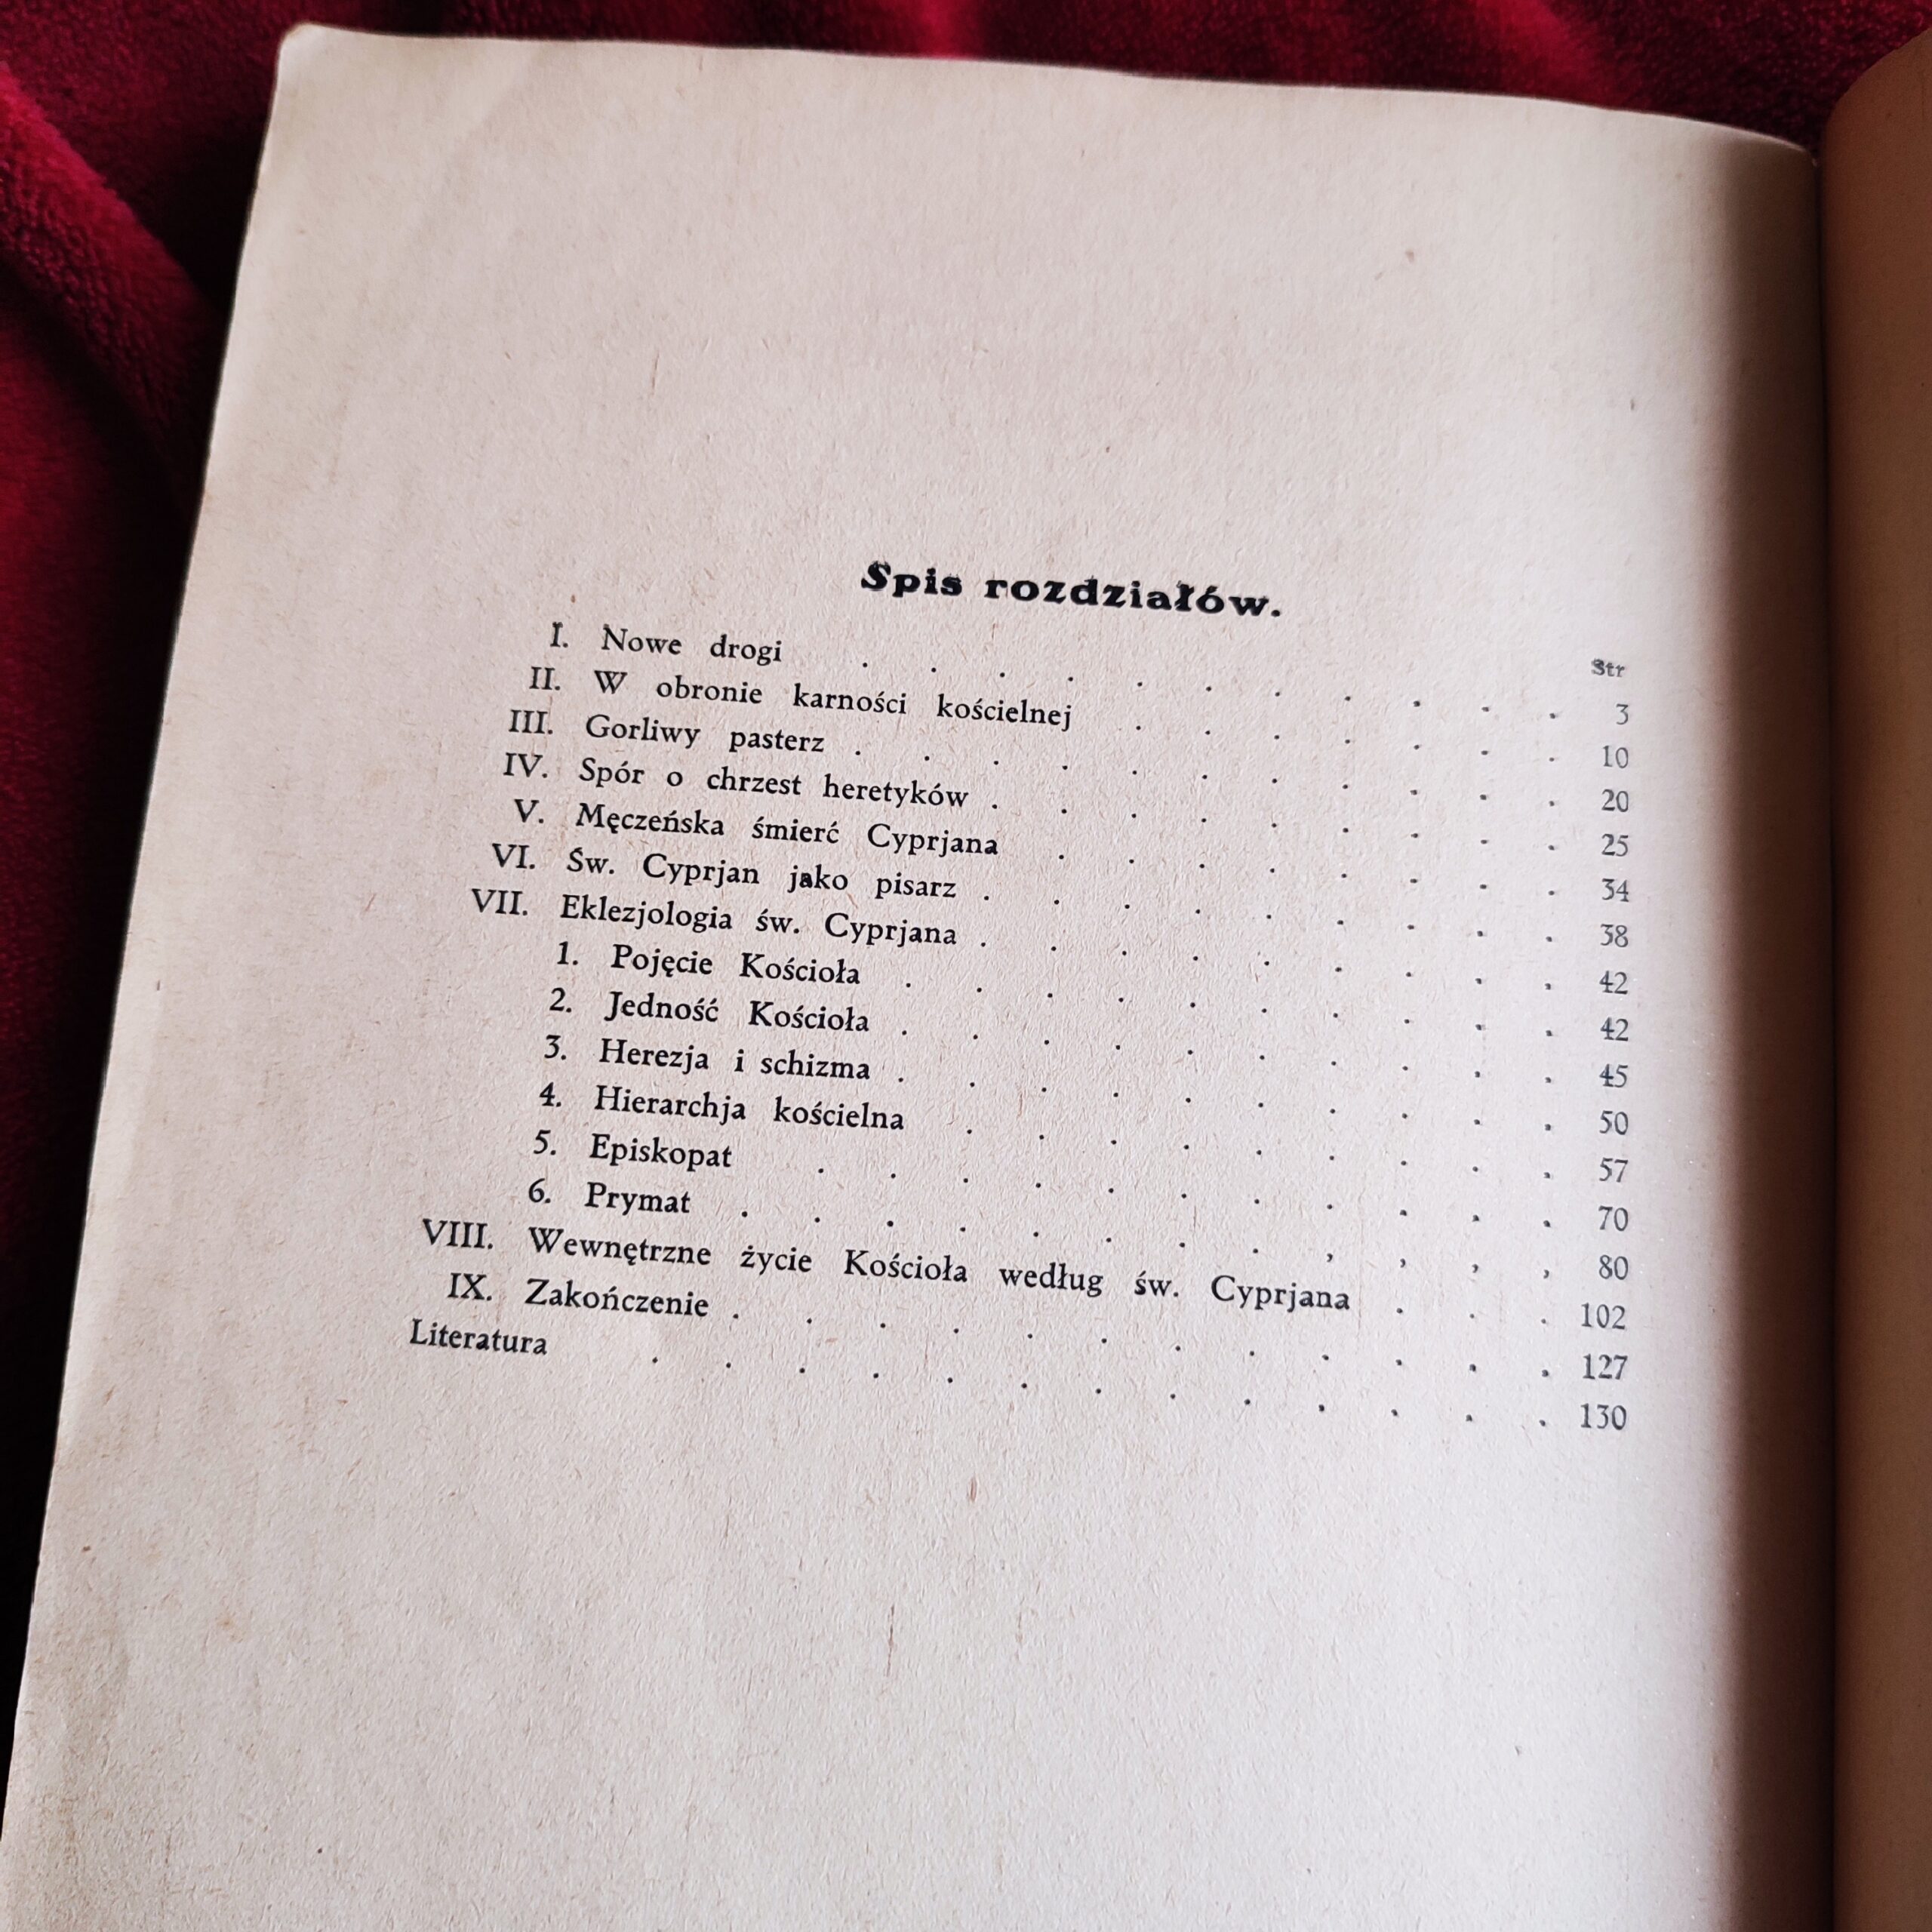 Spis rozdziałów.
Str
I. Nowe drogi . . . . . . . . . . . 3
II. W obronie karności kościelnej . . . . . . . 10
III. Gorliwy pasterz . . . . . . . . . . . 20
IV. Spór o chrzest heretyków . . . . . . . . . 25
V. Męczeńska śmierć Cyprjana . . . . . . . . 34
VI. Św. Cyprjan jako pisarz . . . . . . . . . 38
VII. Eklezjologia św. Cyprjana . . . . . . . . . 42
1. Pojęcie Kościoła . . . . . . . . . . 42
2. Jedność Kościoła . . . . . . . . . . 45
3. Herezja i schizma . . . . . . . . . . 50
4. Hierarchja kościelna . . . . . . . . . 57
5. Episkopat . . . . . . . . . . . 70
6. Prymat . . . . . . . . , , , , 80
VIII. Wewnętrzne życie Kościoła według św. Cyprjana . . . 102
IX. Zakończenie . . . . . . . . . . . . 127
Literatura . . . . . . . . . . . . . 130